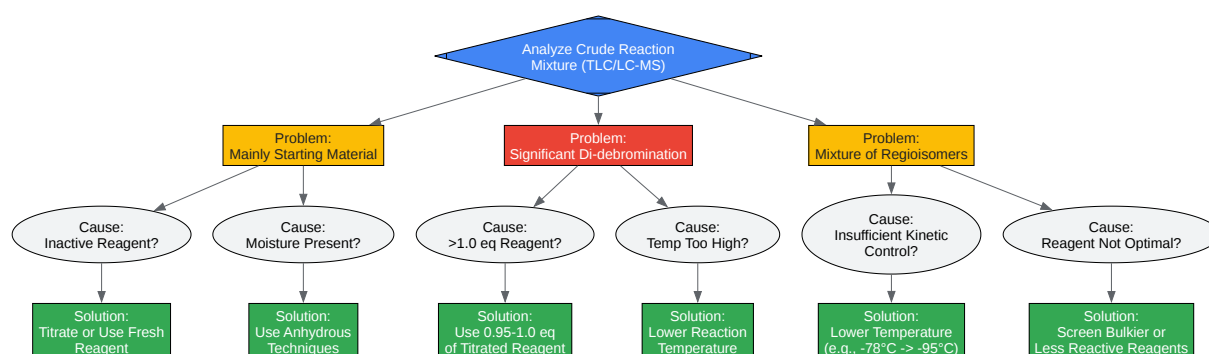 Analyze Crude Reaction
Mixture (TLC/LC-MS)
Problem:
Mainly Starting Material
Problem:
Significant Di-debromination
Problem:
Mixture of Regioisomers
Cause:
Inactive Reagent?
Cause:
Moisture Present?
Cause:
>1.0 eq Reagent?
Cause:
Temp Too High?
Cause:
Insufficient Kinetic
Control?
Cause:
Reagent Not Optimal?
Solution:
Titrate or Use Fresh
Reagent
Solution:
Use Anhydrous
Techniques
Solution:
Use 0.95-1.0 eq
of Titrated Reagent
Solution:
Lower Reaction
Temperature
Solution:
Lower Temperature
(e.g., -78°C -> -95°C)
Solution:
Screen Bulkier or
Less Reactive Reagents